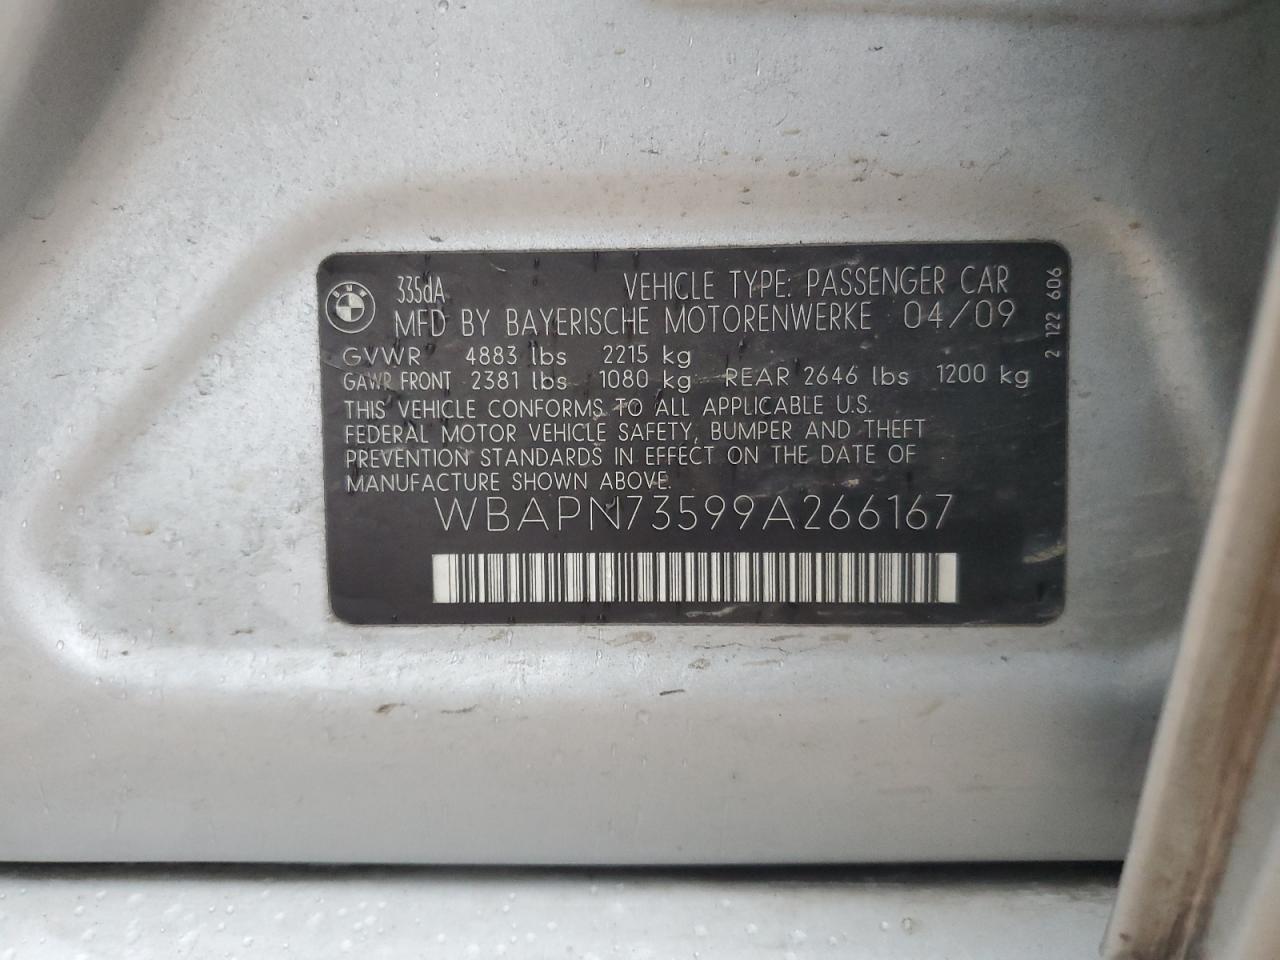 BMW
335dA VEHICLE TYPE: PASSENGER CAR
MFD BY BAYERISCHE MOTORENWERKE 04/09
GVWR 4883 lbs 2215 kg
GAWR FRONT 2381 lbs 1080 kg REAR 2646 lbs 1200 kg
THIS VEHICLE CONFORMS TO ALL APPLICABLE U.S.
FEDERAL MOTOR VEHICLE SAFETY, BUMPER AND THEFT
PREVENTION STANDARDS IN EFFECT ON THE DATE OF
MANUFACTURE SHOWN ABOVE.
WBAPN73599A266167
2 122 606